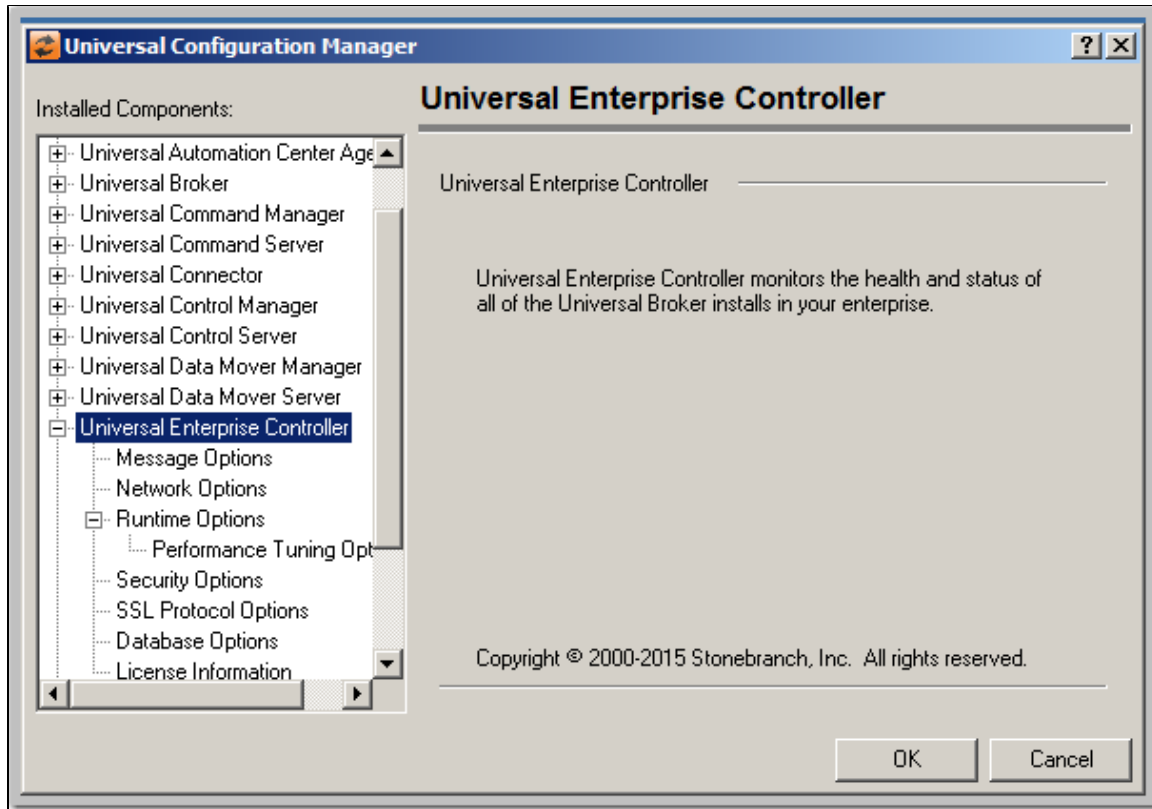 Universal Configuration Manager
Installed Components:
Universal Automation Center Age
Universal Broker
Universal Command Manager
Universal Command Server
Universal Connector
Universal Control Manager
Universal Control Server
Universal Data Mover Manager
Universal Data Mover Server
Universal Enterprise Controller
Message Options
Network Options
Runtime Options
Performance Tuning Opt
Security Options
SSL Protocol Options
Database Options
License Information
Universal Enterprise Controller
Universal Enterprise Controller
Universal Enterprise Controller monitors the health and status of
all of the Universal Broker installs in your enterprise.
Copyright © 2000-2015 Stonebranch, Inc. All rights reserved.
OK
Cancel